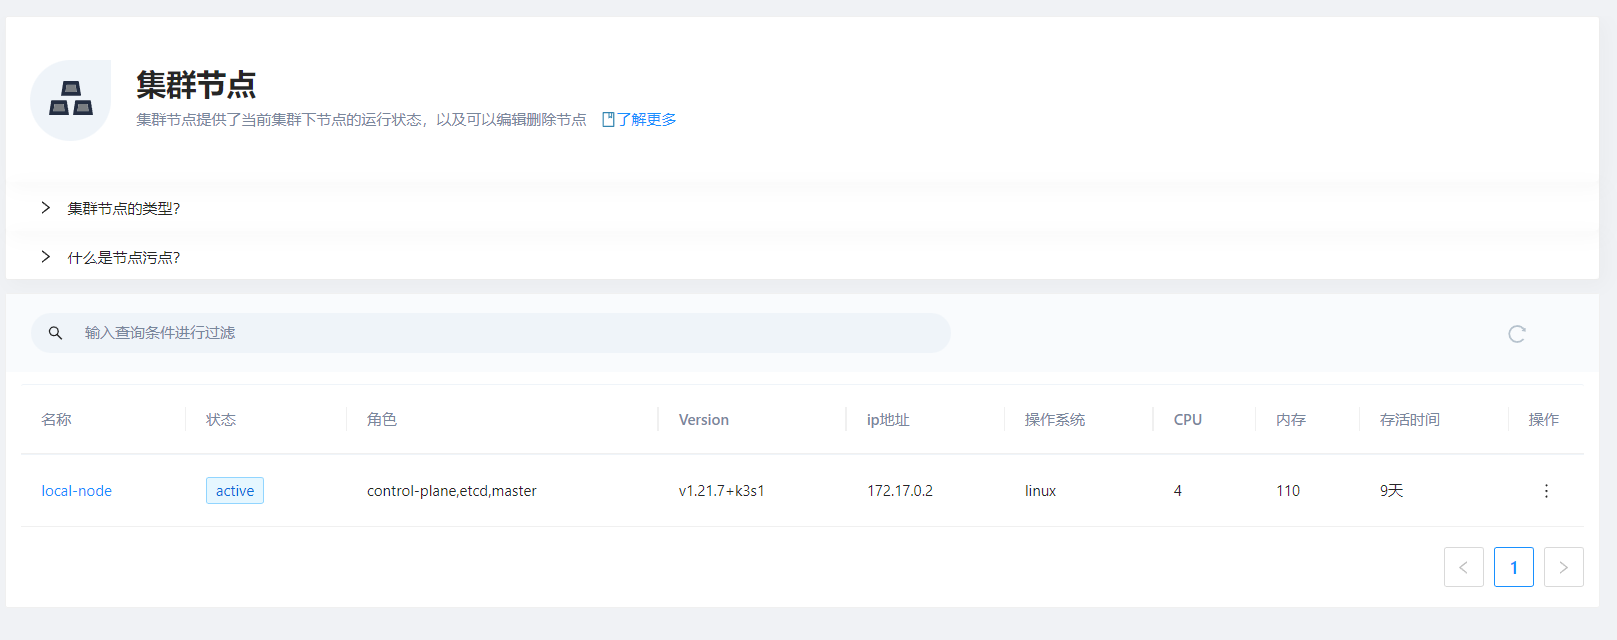 集群节点
集群节点提供了当前集群下节点的运行状态，以及可以编辑删除节点 了解更多
集群节点的类型?
什么是节点污点?
输入查询条件进行过滤
名称 状态 角色 Version ip地址 操作系统 CPU 内存 存活时间 操作
local-node active control-plane,etcd,master v1.21.7+k3s1 172.17.0.2 linux 4 110 9天
1